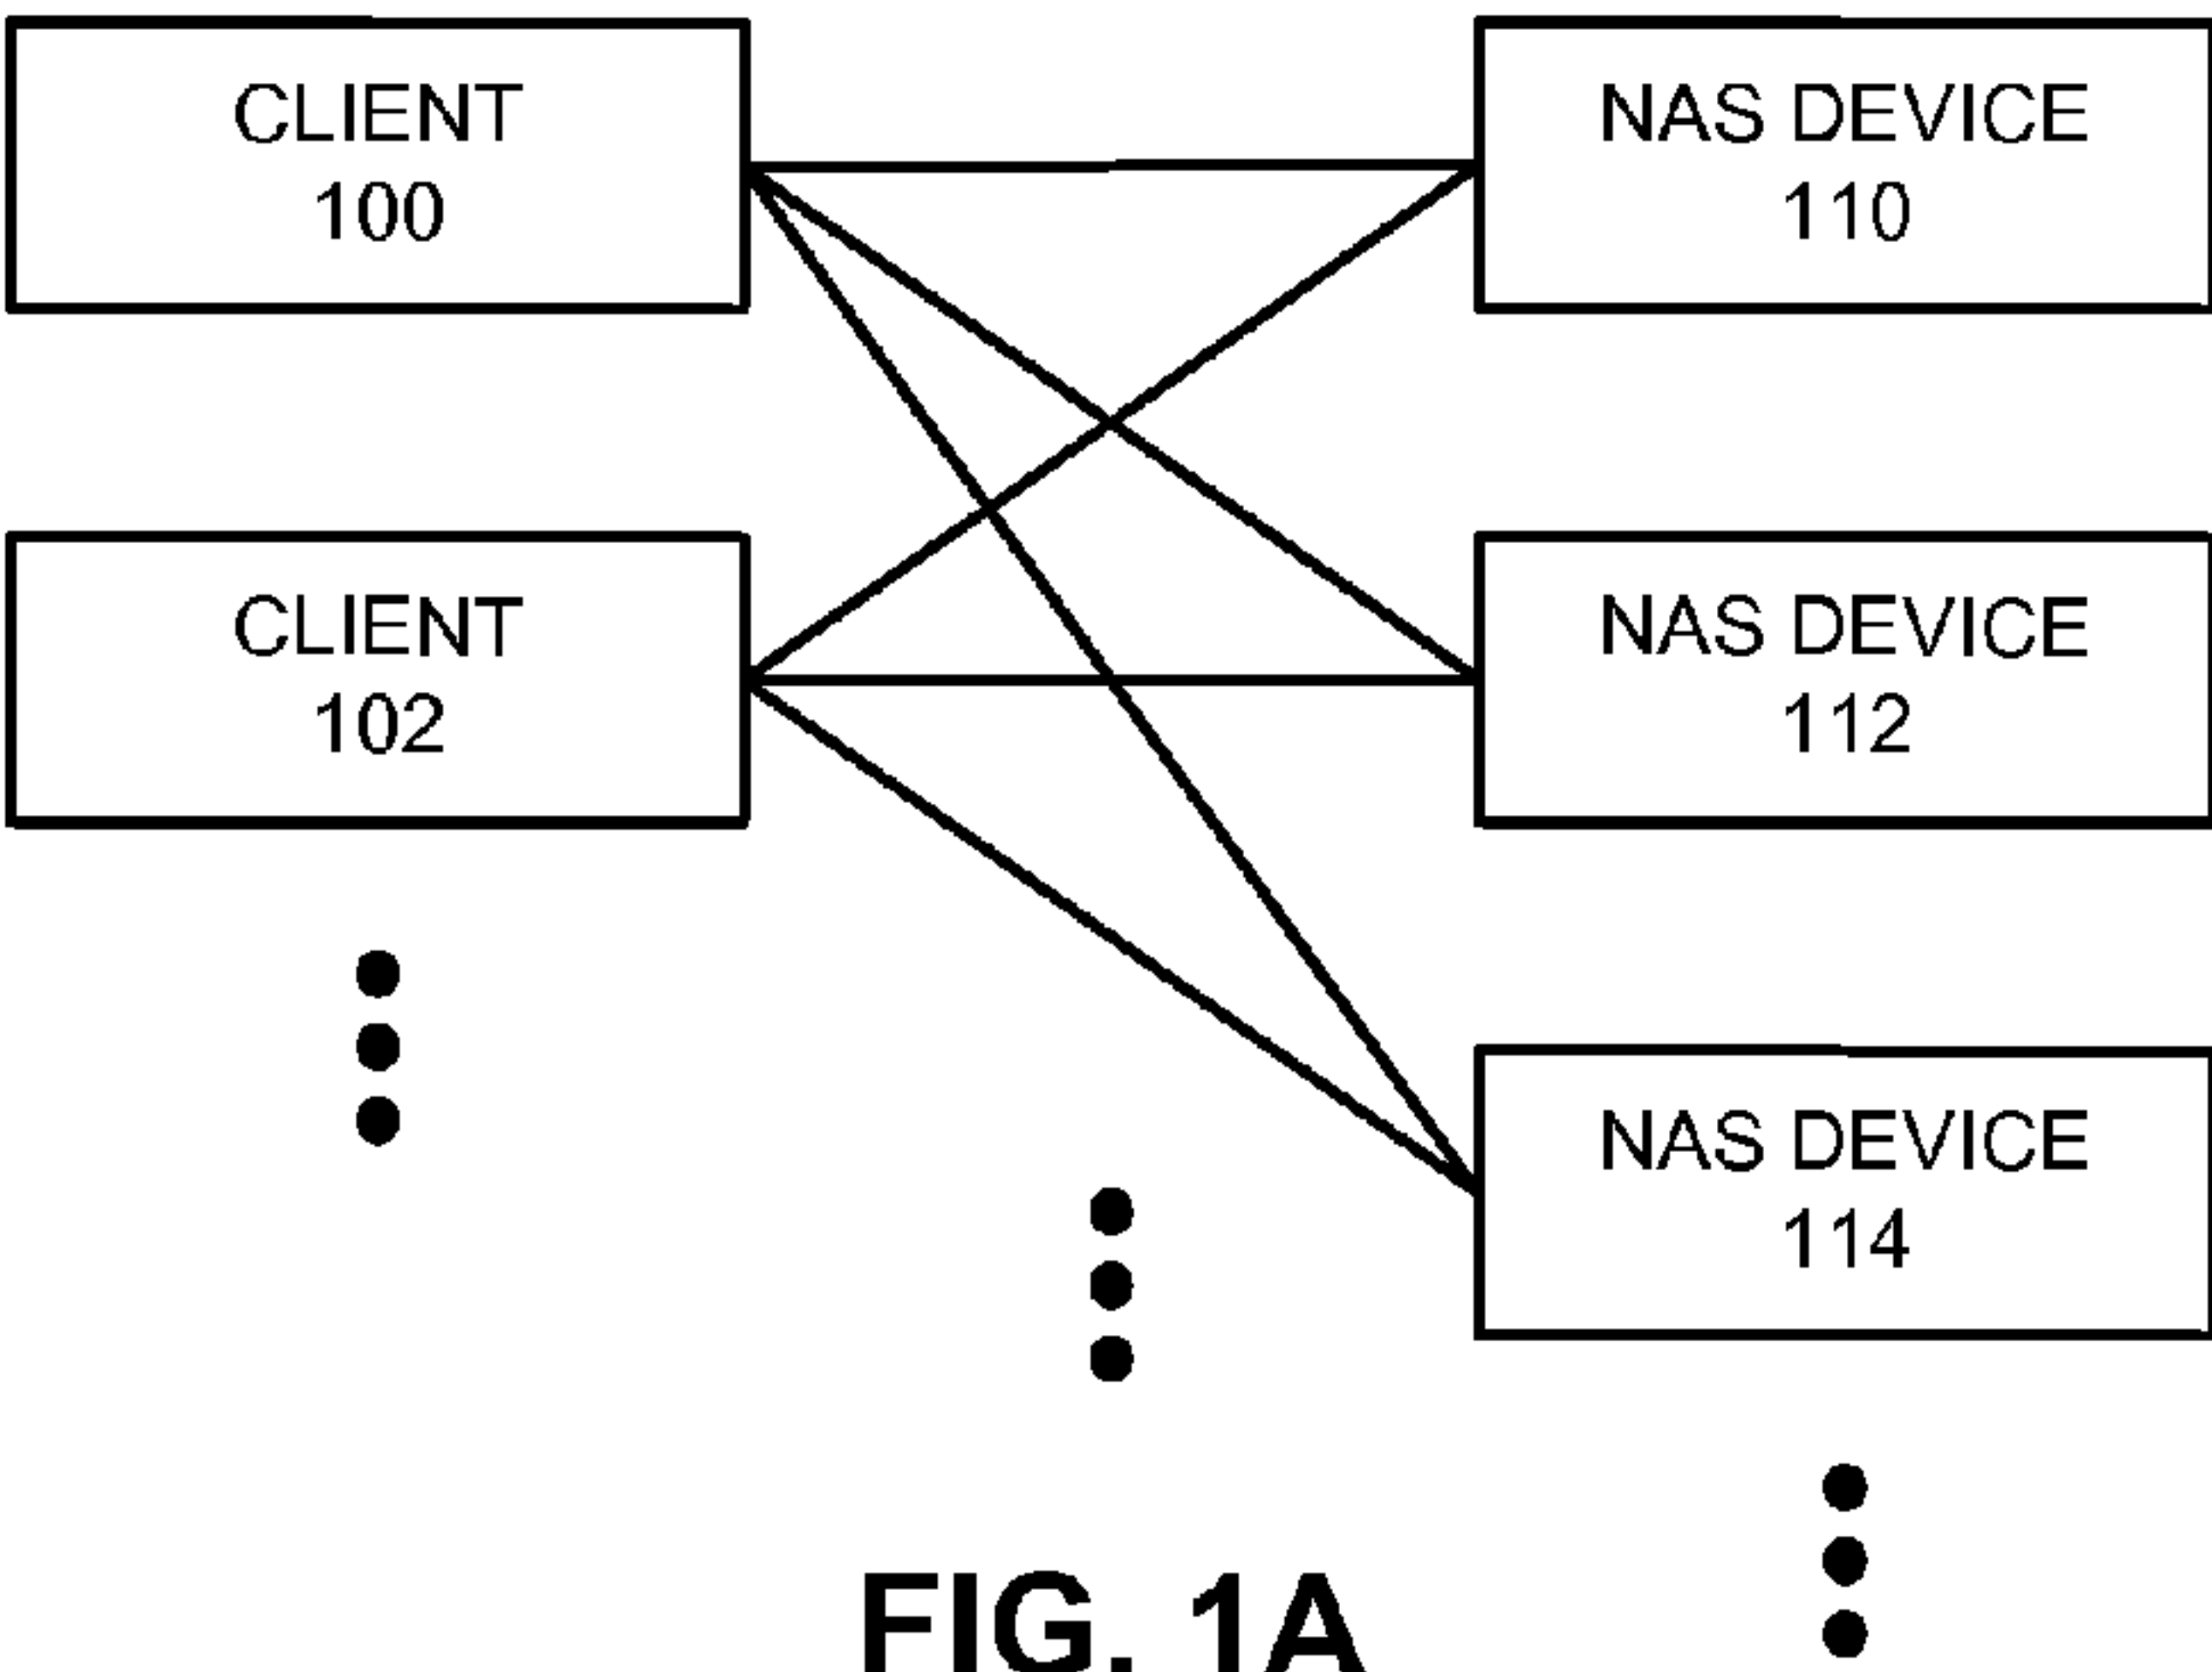 CLIENT
100
NAS DEVICE
110
CLIENT
102
NAS DEVICE
112
NAS DEVICE
114
FIG. 1A